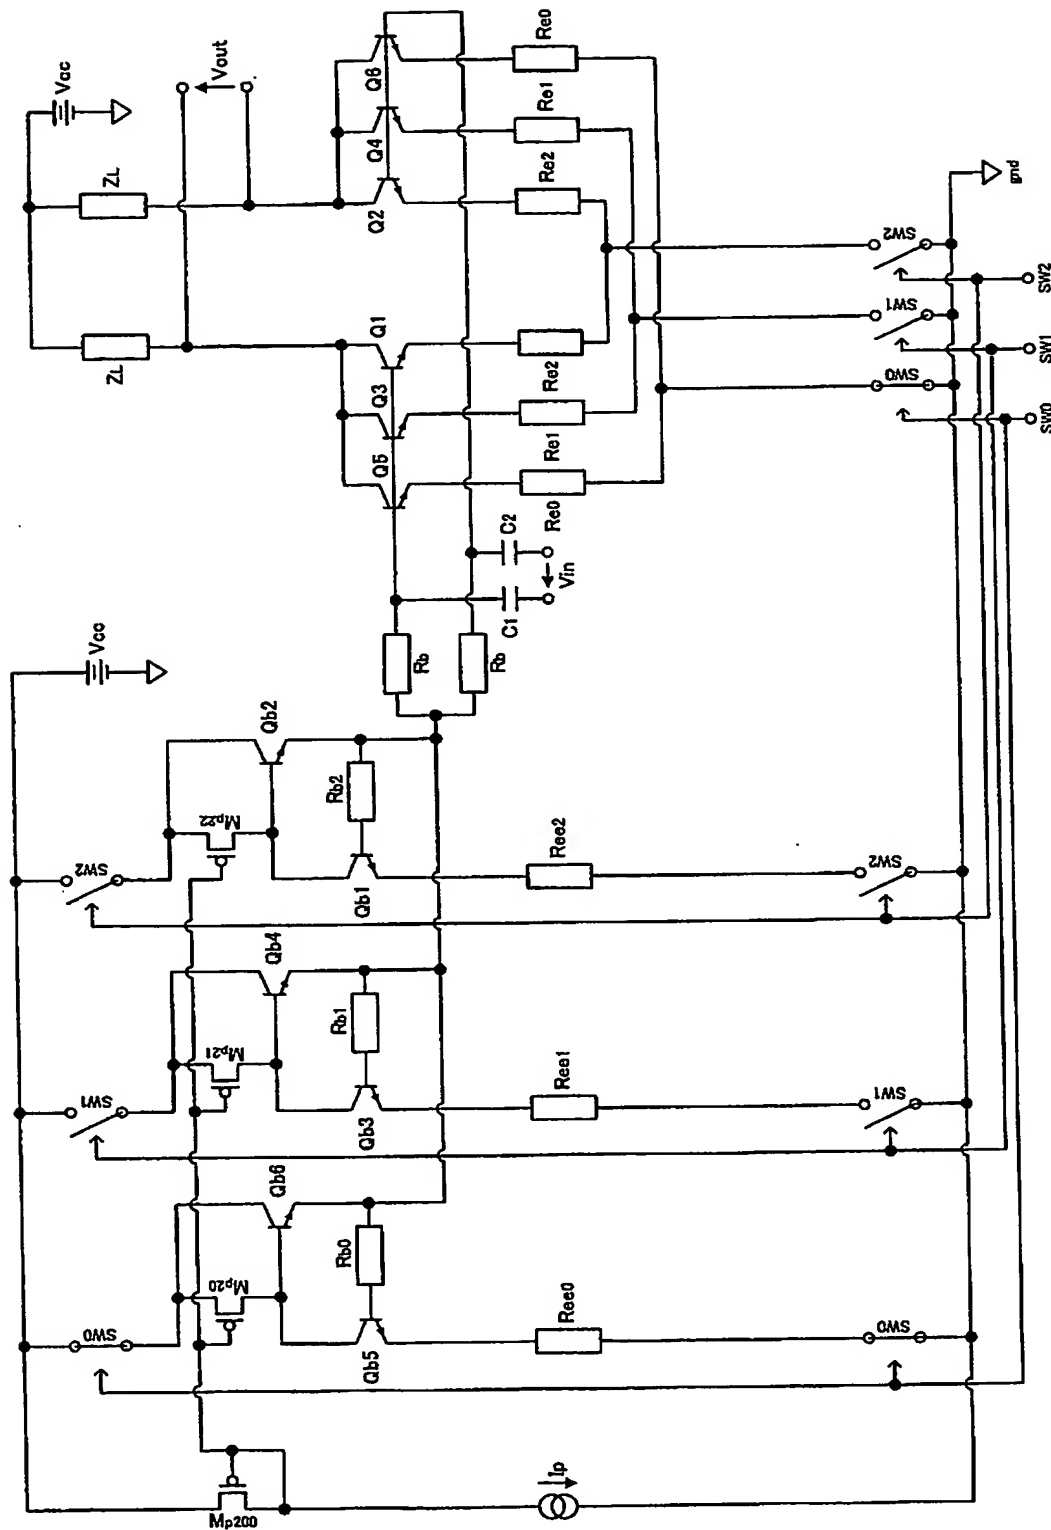 Vcc
ZL
ZL
Vout
Q6
Q4
Q2
Q1
Q3
Q5
Re0
Re1
Re2
Re2
Re1
Re0
C2
C1
Vin
Rb
Rb
SW2
SW1
SW0
gnd
SW2
SW1
SW0
Vcc
Qb2
Mp22
SW2
Rb2
Qb1
Ree2
SW2
Qb4
Mp21
SW1
Rb1
Qb3
Ree1
SW1
Qb6
Mp20
SW0
Rb0
Qb5
Ree0
SW0
Mp200
Ip